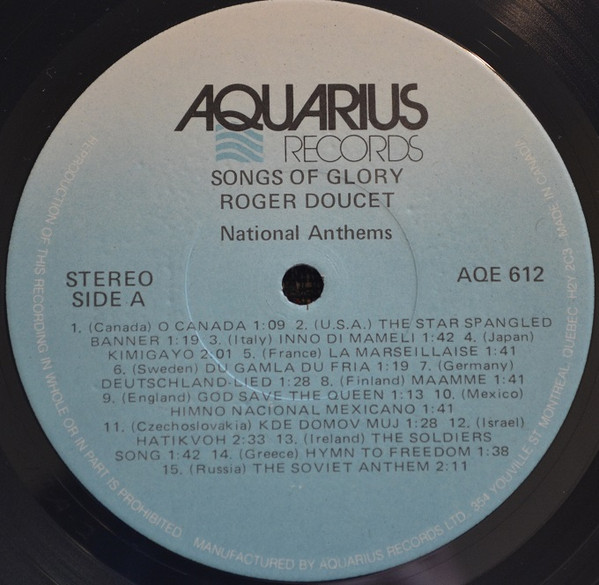 AQUARIUS
RECORDS
SONGS OF GLORY
ROGER DOUCET
National Anthems
STEREO
SIDE A
AQE 612
1. (Canada) O CANADA 1:09 2. (U.S.A.) THE STAR SPANGLED
BANNER 1:19 3. (Italy) INNO DI MAMELI 1:42 4. (Japan)
KIMIGAYO 2:01 5. (France) LA MARSEILLAISE 1:41
6. (Sweden) DU GAMLA DU FRIA 1:19 7. (Germany)
DEUTSCHLAND-LIED 1:28 8. (Finland) MAAMME 1:41
9. (England) GOD SAVE THE QUEEN 1:13 10. (Mexico)
HIMNO NACIONAL MEXICANO 1:41
11. (Czechoslovakia) KDE DOMOV MUJ 1:28 12. (Israel)
HATIKVOH 2:33 13. (Ireland) THE SOLDIERS
SONG 1:42 14. (Greece) HYMN TO FREEDOM 1:38
15. (Russia) THE SOVIET ANTHEM 2:11
REPRODUCTION OF THIS RECORDING IN WHOLE OR IN PART IS PROHIBITED.
MANUFACTURED BY AQUARIUS RECORDS LTD. 354 YOUVILLE ST. MONTREAL, QUEBEC H2Y 2C3 MADE IN CANADA